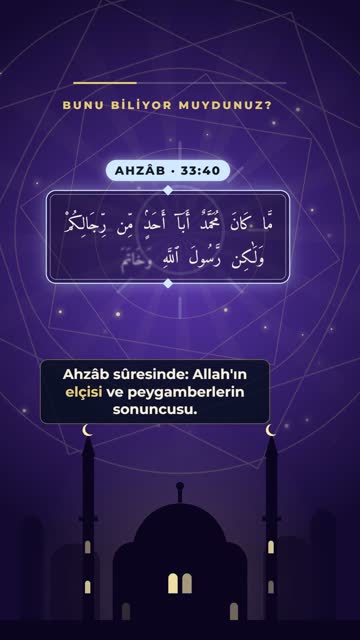 BUNU BİLİYOR MUYDUNUZ?
AHZÂB · 33:40
مَّا كَانَ مُحَمَّدٌ أَبَآ أَحَدٍۢ مِّن رِّجَالِكُمْ
وَلَٰكِن رَّسُولَ ٱللَّهِ وَخَاتَمَ
Ahzâb sûresinde: Allah'ın
elçisi ve peygamberlerin
sonuncusu.